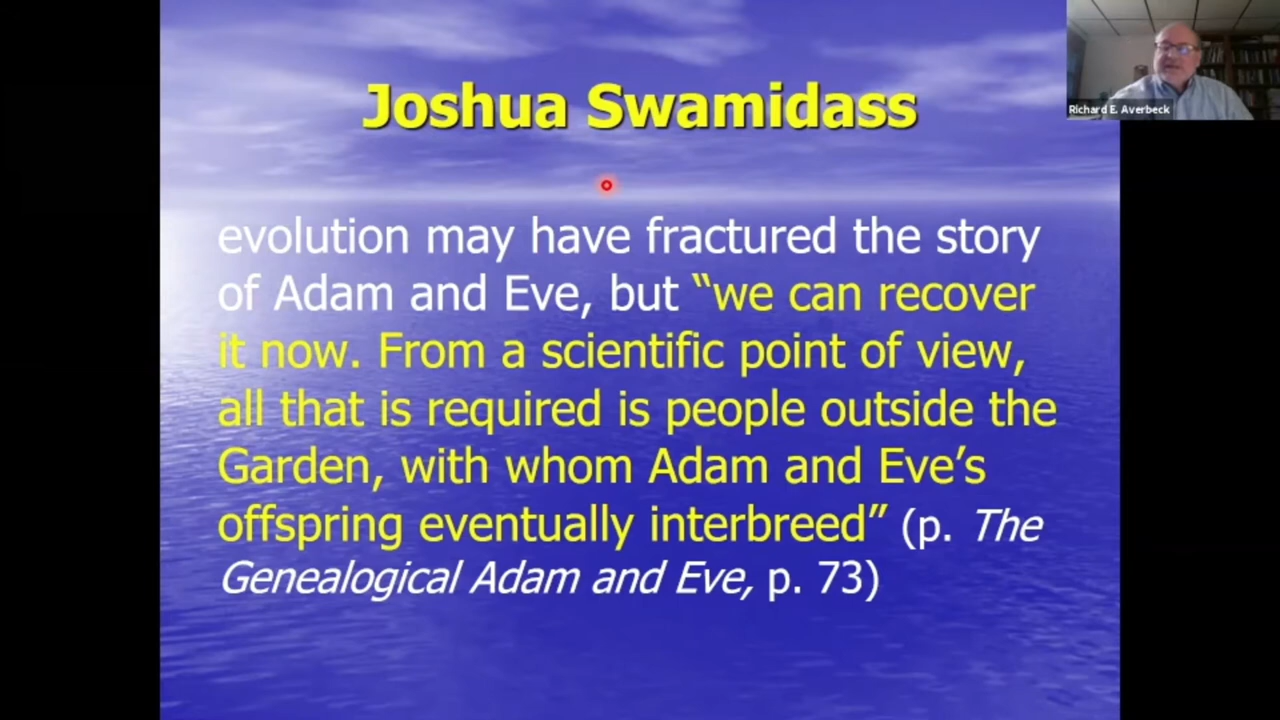 Joshua Swamidass
Richard E. Averbeck
evolution may have fractured the story
of Adam and Eve, but “we can recover
it now. From a scientific point of view,
all that is required is people outside the
Garden, with whom Adam and Eve’s
offspring eventually interbreed” (p. The
Genealogical Adam and Eve, p. 73)